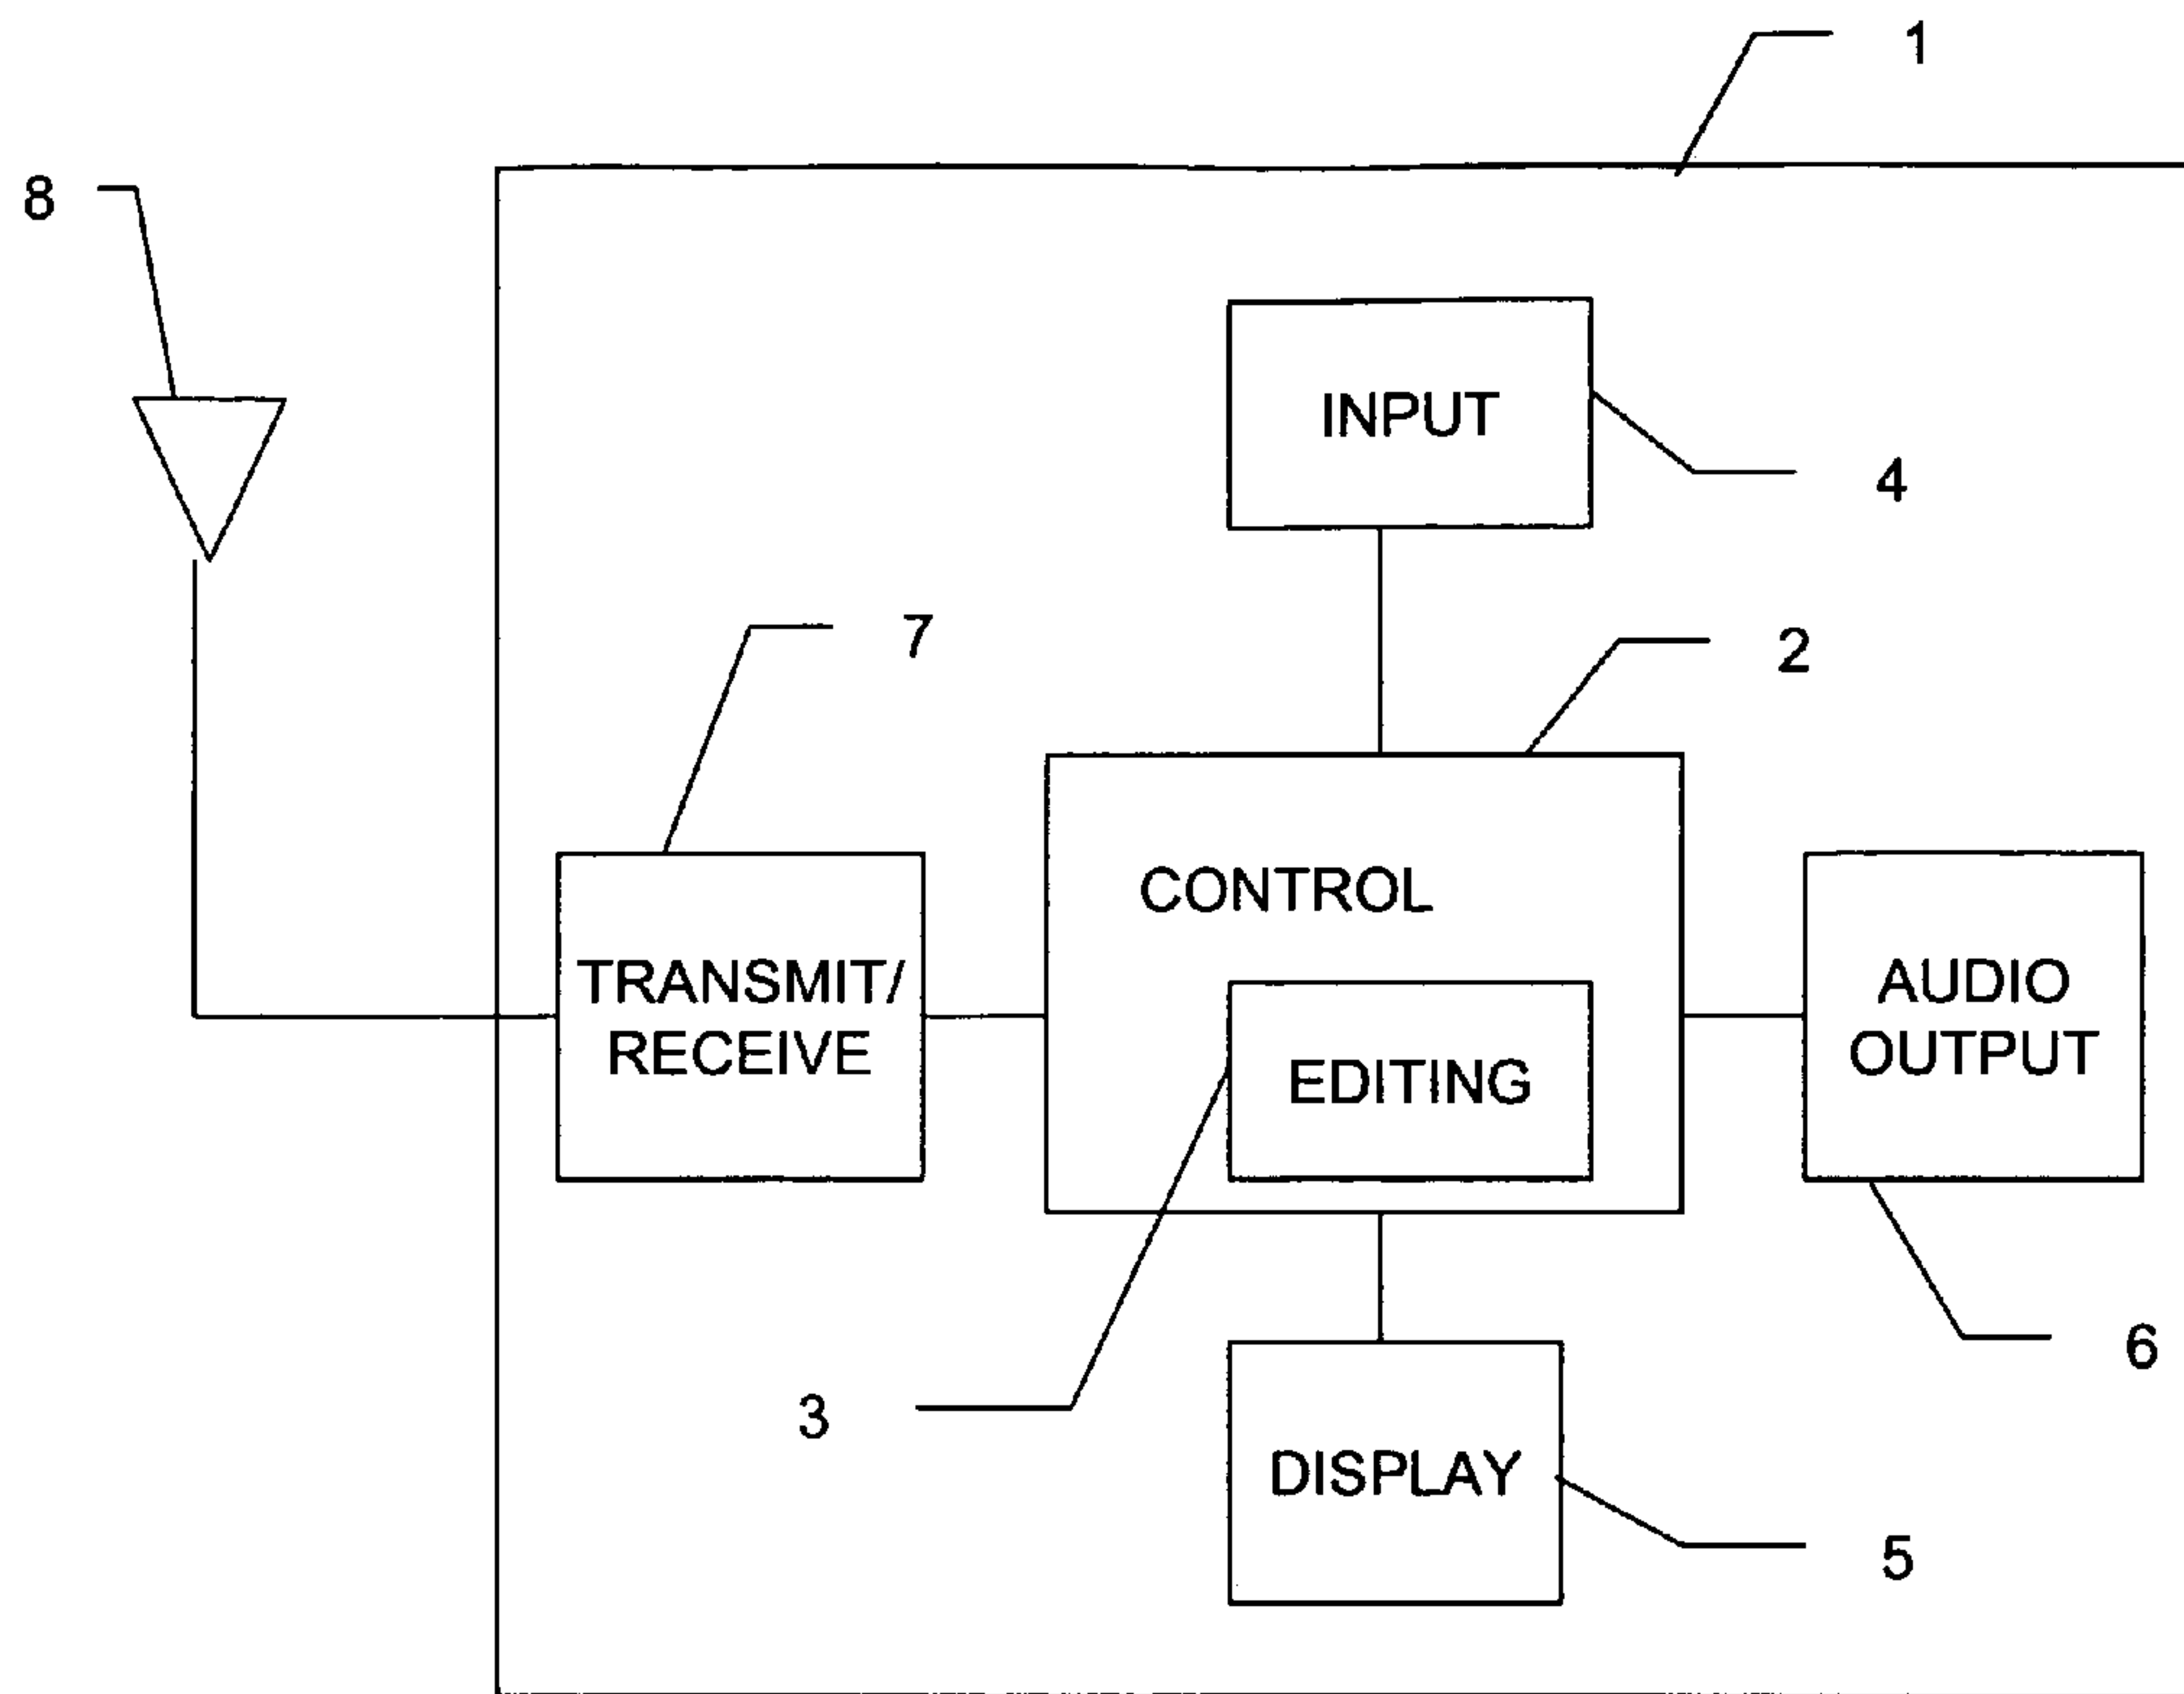 1
8
INPUT
4
7
2
CONTROL
TRANSMIT/
RECEIVE
AUDIO
OUTPUT
EDITING
6
3
DISPLAY
5